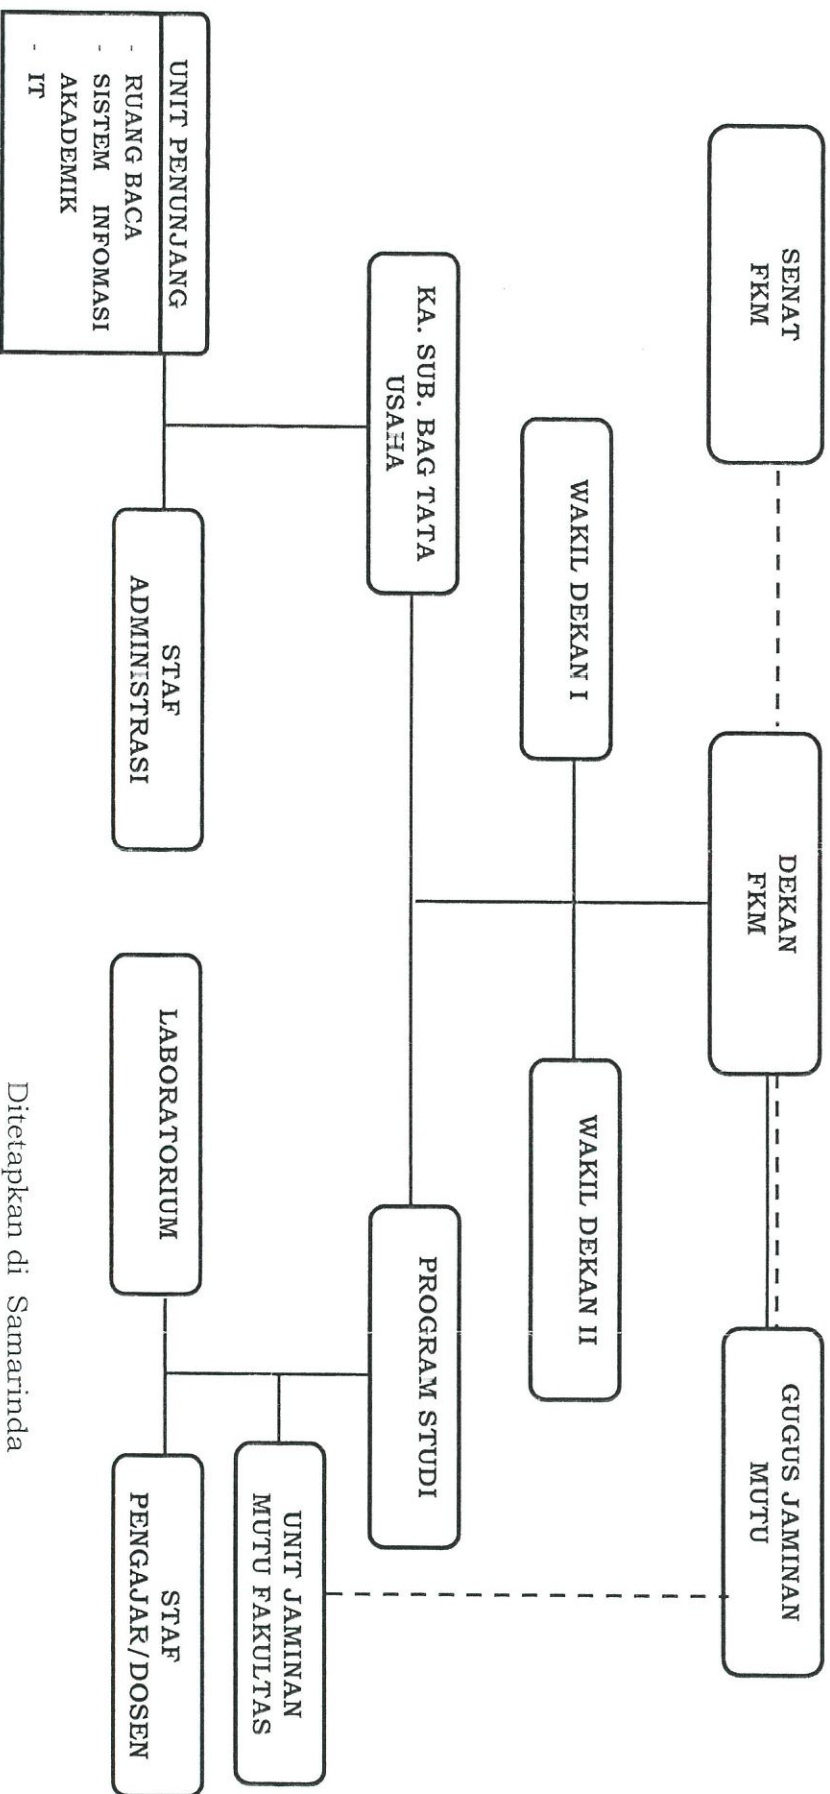 SENAT
FKM
DEKAN
FKM
GUGUS JAMINAN
MUTU
WAKIL DEKAN I
WAKIL DEKAN II
KA. SUB. BAG TATA
USAHA
PROGRAM STUDI
UNIT PENUNJANG
- RUANG BACA
- SISTEM INFOMASI
AKADEMIK
- IT
STAF
ADMINISTRASI
LABORATORIUM
UNIT JAMINAN
MUTU FAKULTAS
STAF
PENGAJAR/DOSEN
Ditetapkan di Samarinda